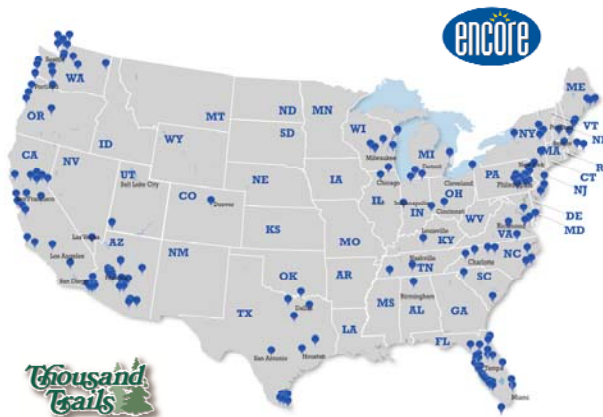 encore
ME
Seattle
WA
MT
ND
MN
VT
Portland
OR
ID
SD
WI
NY
MA
WY
MI
Milwaukee
Detroit
CT
CA
NV
UT
Salt Lake City
NE
IA
Chicago
Cleveland
PA
NJ
Philadelphia
CO
Denver
IL
IN
OH
Indianapolis
Cincinnati
WV
DE
MD
San Francisco
KS
MO
Louisville
KY
VA
Richmond
Las Vegas
Los Angeles
AZ
NM
OK
AR
Nashville
TN
NC
Charlotte
San Diego
SC
TX
Dallas
MS
AL
Birmingham
GA
LA
FL
San Antonio
Houston
Tampa
Miami
Thousand
Trails